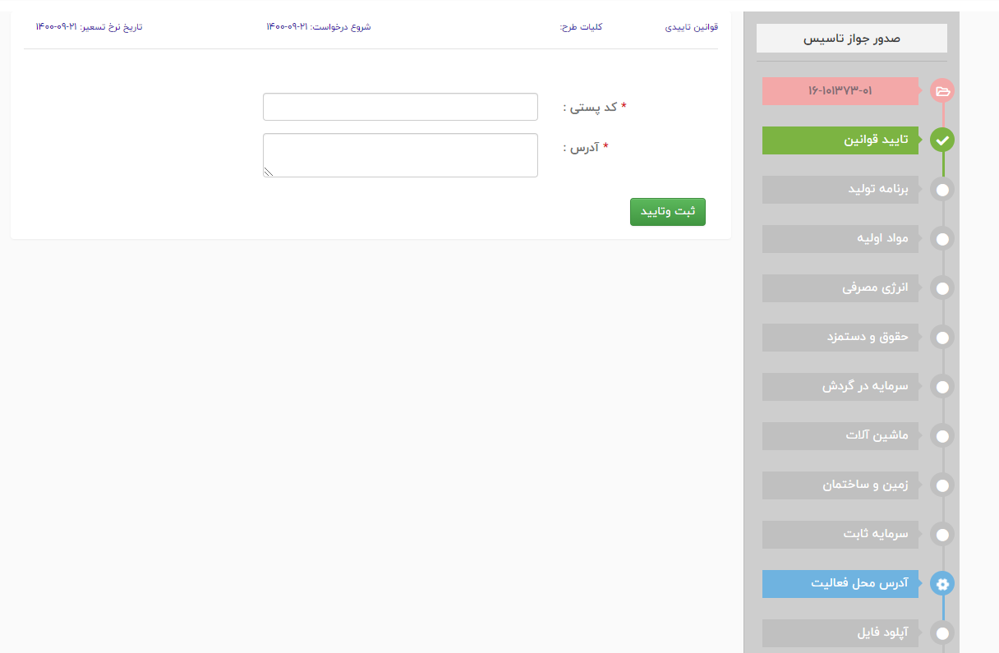 صدور جواز تاسیس
۱۶-۱۰۱۳۷۳-۰۱
تایید قوانین
برنامه تولید
مواد اولیه
انرژی مصرفی
حقوق و دستمزد
سرمایه در گردش
ماشین آلات
زمین و ساختمان
سرمایه ثابت
آدرس محل فعالیت
آپلود فایل
قوانین تاییدی کلیات طرح: شروع درخواست: ۱۴۰۰-۰۹-۲۱ تاریخ نرخ تسعیر: ۱۴۰۰-۰۹-۲۱
* کد پستی :
* آدرس :
ثبت وتایید